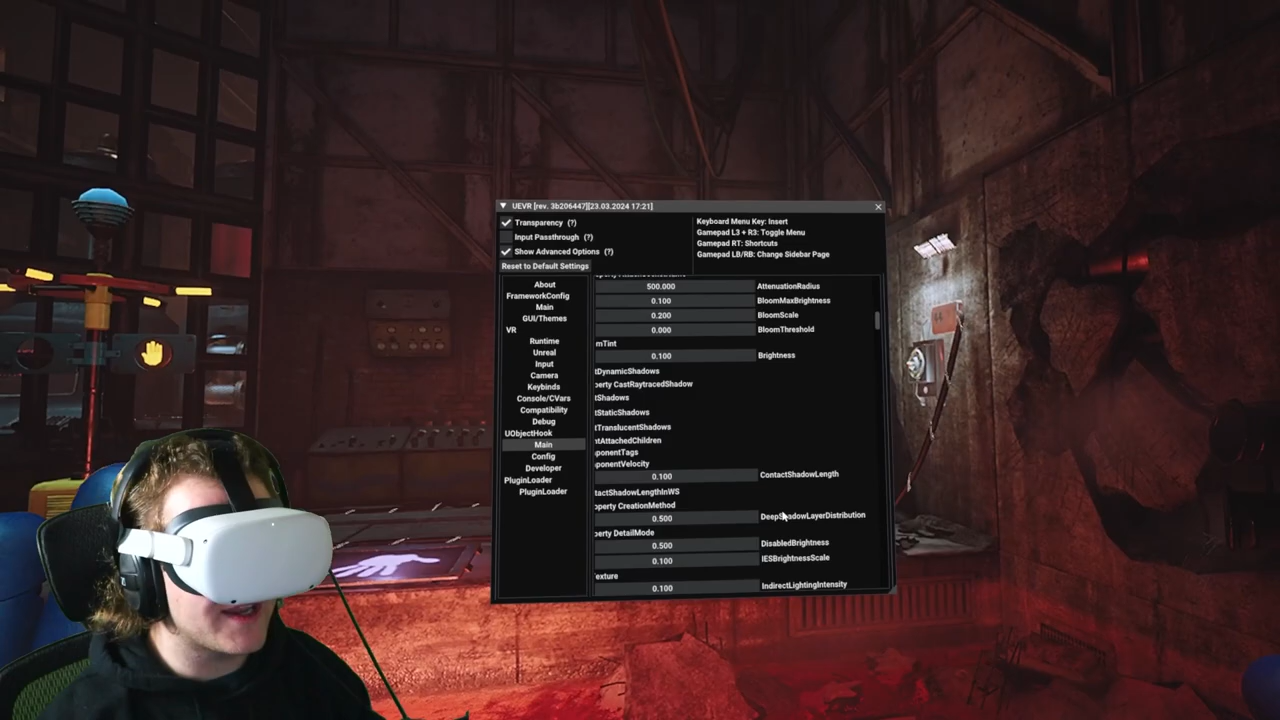 UEVR [rev. 3b206447][23.03.2024 17:21]
Transparency (?)
Input Passthrough (?)
Show Advanced Options (?)
Reset to Default Settings
Keyboard Menu Key: Insert
Gamepad L3 + R3: Toggle Menu
Gamepad RT: Shortcuts
Gamepad LB/RB: Change Sidebar Page
About
FrameworkConfig
Main
GUI/Themes
VR
Runtime
Unreal
Input
Camera
Keybinds
Console/CVars
Compatibility
Debug
UObjectHook
Main
Config
Developer
PluginLoader
PluginLoader
500.000 AttenuationRadius
0.100 BloomMaxBrightness
0.200 BloomScale
0.000 BloomThreshold
mTint
0.100 Brightness
tDynamicShadows
erty CastRaytracedShadow
tShadows
tStaticShadows
tTranslucentShadows
ntAttachedChildren
ponentTags
ponentVelocity
0.100 ContactShadowLength
tactShadowLengthInWS
operty CreationMethod
0.500 DeepShadowLayerDistribution
erty DetailMode
0.500 DisabledBrightness
0.100 IESBrightnessScale
exture
0.100 IndirectLightingIntensity